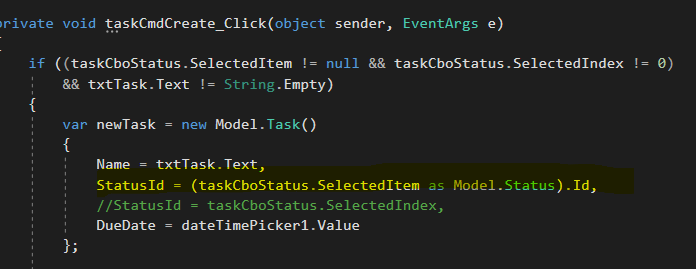 private void taskCmdCreate_Click(object sender, EventArgs e)
{
if ((taskCboStatus.SelectedItem != null && taskCboStatus.SelectedIndex != 0)
&& txtTask.Text != String.Empty)
{
var newTask = new Model.Task()
{
Name = txtTask.Text,
StatusId = (taskCboStatus.SelectedItem as Model.Status).Id,
//StatusId = taskCboStatus.SelectedIndex,
DueDate = dateTimePicker1.Value
};